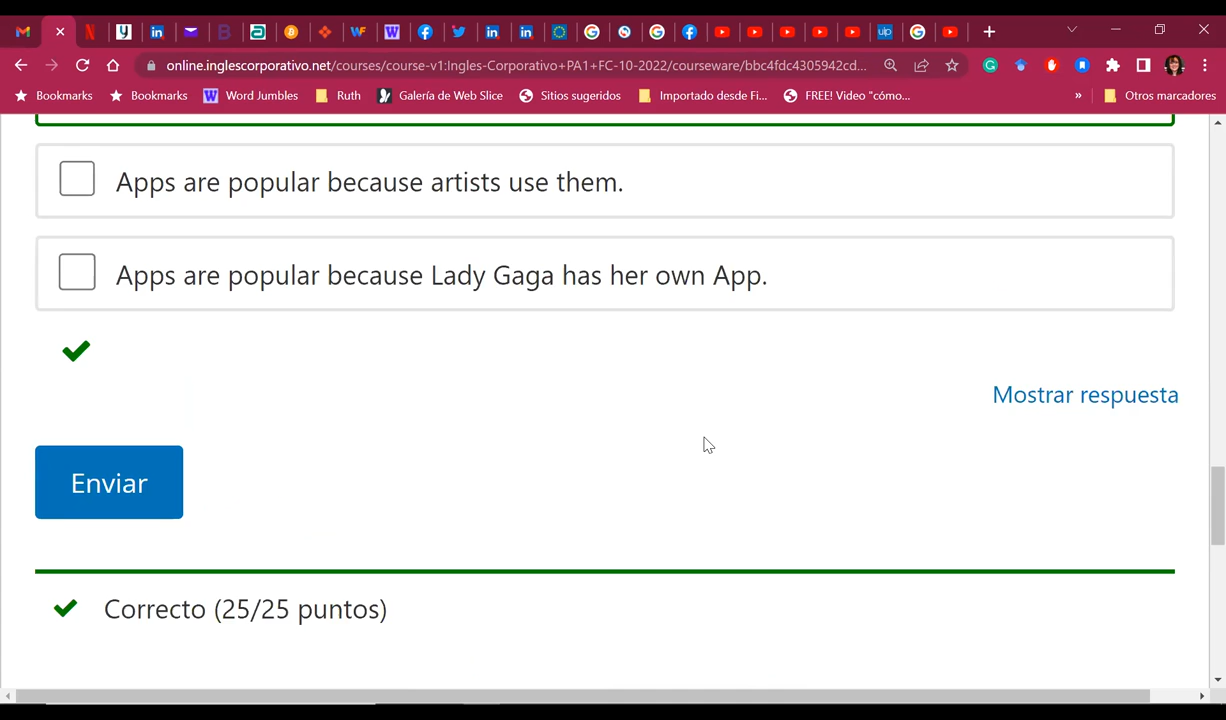 online.inglescorporativo.net/courses/course-v1:Ingles-Corporativo+PA1+FC-10-2022/courseware/bbc4fdc4305942cd...
Bookmarks Bookmarks Word Jumbles Ruth Galería de Web Slice Sitios sugeridos Importado desde Fi... FREE! Video "cómo... » Otros marcadores
Apps are popular because artists use them.
Apps are popular because Lady Gaga has her own App.
Mostrar respuesta
Enviar
Correcto (25/25 puntos)